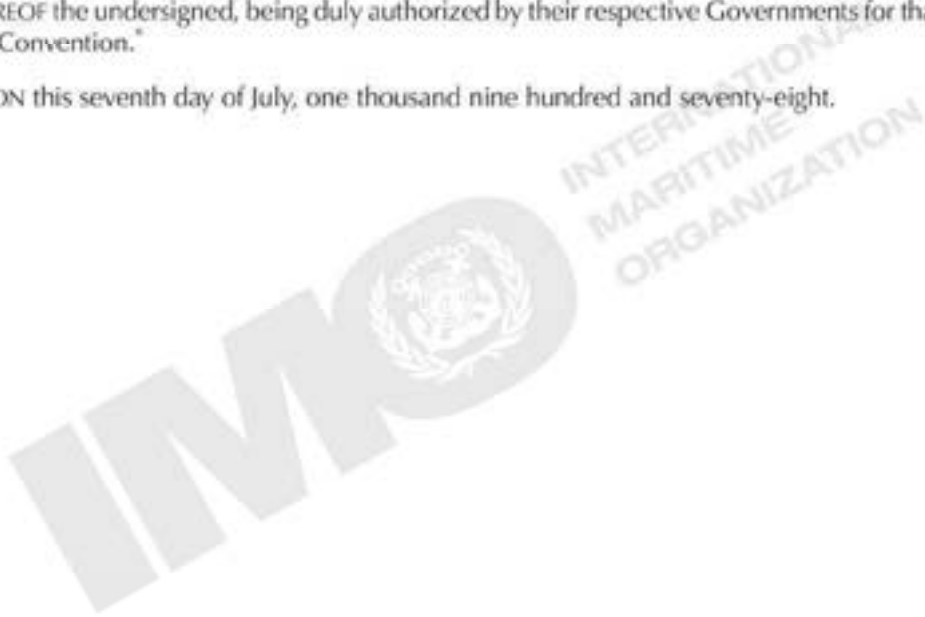 REOF the undersigned, being duly authorized by their respective Governments for tha
Convention.*
ON this seventh day of July, one thousand nine hundred and seventy-eight.
INTERNATIONAL
MARITIME
ORGANIZATION
IMO